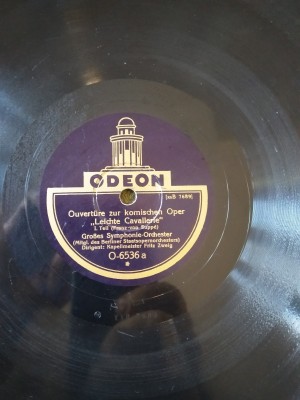 ODEON
Ouvertüre zur komischen Oper
„Leichte Cavallerie"
I. Teil (Franz von Suppé)
Großes Symphonie-Orchester
(Mitgl. des Berliner Staatsopernorchesters)
Dirigent: Kapellmeister Fritz Zweig
O-6536 a